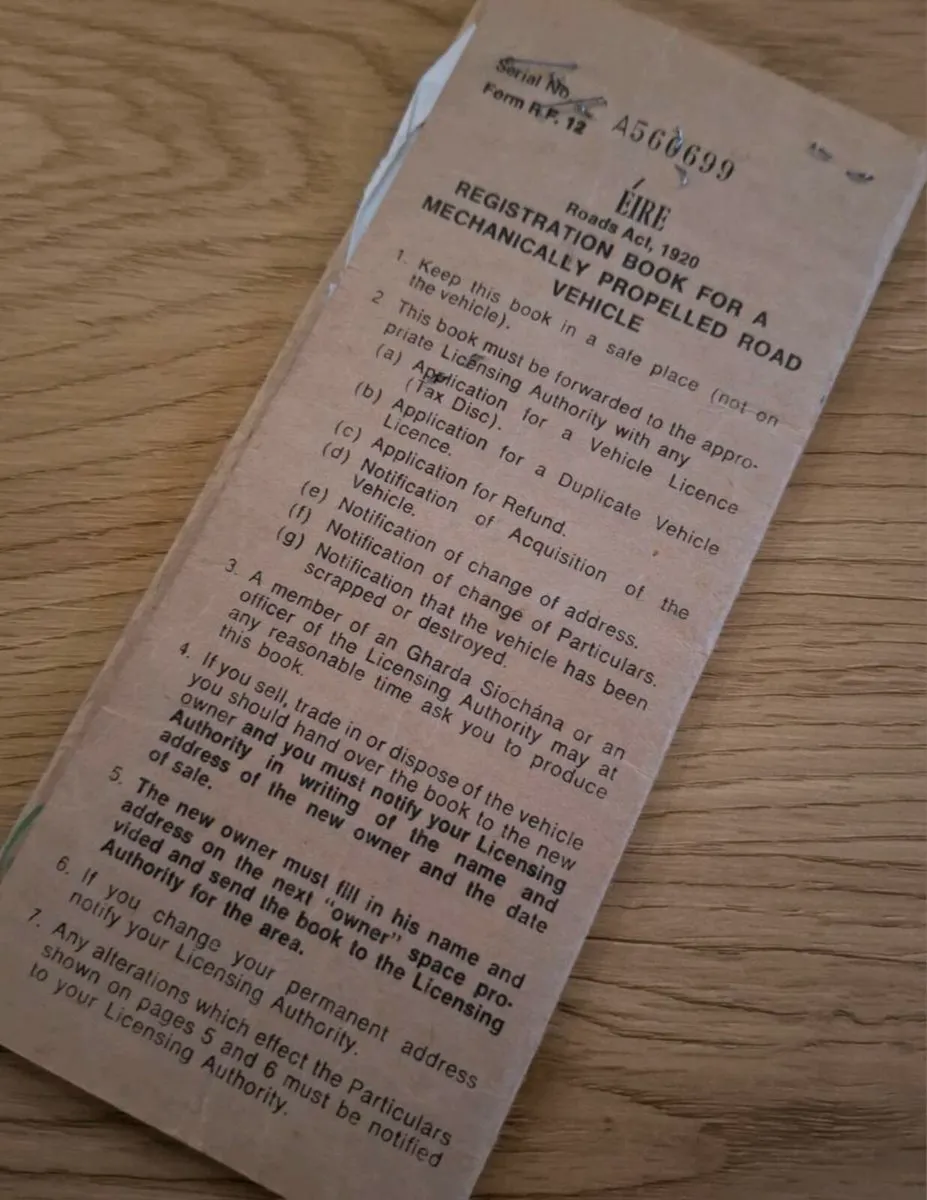 Serial No.
Form R.F. 12
A560699
ÉIRE
Roads Act, 1920
REGISTRATION BOOK FOR A
MECHANICALLY PROPELLED ROAD
VEHICLE
1. Keep this book in a safe place (not on
the vehicle).
2 This book must be forwarded to the appro-
priate Licensing Authority with any
(a) Application for a Vehicle Licence
(Tax Disc).
(b) Application for a Duplicate Vehicle
Licence.
(c) Application for Refund.
(d) Notification of Acquisition of the
Vehicle.
(e) Notification of change of address.
(f) Notification of change of Particulars.
(g) Notification that the vehicle has been
scrapped or destroyed.
3. A member of an Gharda Síochána or an
officer of the Licensing Authority may at
any reasonable time ask you to produce
this book.
4. If you sell, trade in or dispose of the vehicle
you should hand over the book to the new
owner and you must notify your Licensing
Authority in writing of the name and
address of the new owner and the date
of sale.
5. The new owner must fill in his name and
address on the next "owner" space pro-
vided and send the book to the Licensing
Authority for the area.
6. If you change your permanent address
notify your Licensing Authority.
7. Any alterations which effect the Particulars
shown on pages 5 and 6 must be notified
to your Licensing Authority.